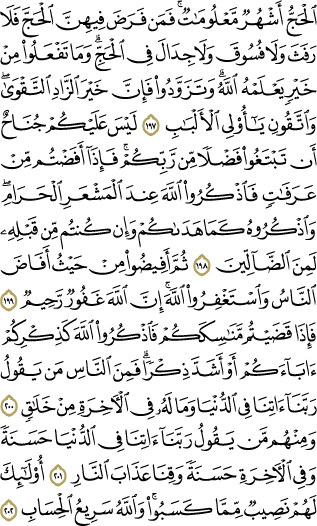 ٱلۡحَجُّ أَشۡهُرٞ مَّعۡلُومَٰتٞۚ فَمَن فَرَضَ فِيهِنَّ ٱلۡحَجَّ فَلَا
رَفَثَ وَلَا فُسُوقَ وَلَا جِدَالَ فِي ٱلۡحَجِّۗ وَمَا تَفۡعَلُواْ مِنۡ
خَيۡرٖ يَعۡلَمۡهُ ٱللَّهُۗ وَتَزَوَّدُواْ فَإِنَّ خَيۡرَ ٱلزَّادِ ٱلتَّقۡوَىٰۖ
وَٱتَّقُونِ يَٰٓأُوْلِي ٱلۡأَلۡبَٰبِ ١٩٧ لَيۡسَ عَلَيۡكُمۡ جُنَاحٌ
أَن تَبۡتَغُواْ فَضۡلٗا مِّن رَّبِّكُمۡۚ فَإِذَآ أَفَضۡتُم مِّنۡ
عَرَفَٰتٖ فَٱذۡكُرُواْ ٱللَّهَ عِندَ ٱلۡمَشۡعَرِ ٱلۡحَرَامِۖ
وَٱذۡكُرُوهُ كَمَا هَدَىٰكُمۡ وَإِن كُنتُم مِّن قَبۡلِهِۦ
لَمِنَ ٱلضَّآلِّينَ ١٩٨ ثُمَّ أَفِيضُواْ مِنۡ حَيۡثُ أَفَاضَ
ٱلنَّاسُ وَٱسۡتَغۡفِرُواْ ٱللَّهَۚ إِنَّ ٱللَّهَ غَفُورٞ رَّحِيمٞ ١٩٩
فَإِذَا قَضَيۡتُم مَّنَٰسِكَكُمۡ فَٱذۡكُرُواْ ٱللَّهَ كَذِكۡرِكُمۡ
ءَابَآءَكُمۡ أَوۡ أَشَدَّ ذِكۡرٗاۗ فَمِنَ ٱلنَّاسِ مَن يَقُولُ
رَبَّنَآ ءَاتِنَا فِي ٱلدُّنۡيَا وَمَا لَهُۥ فِي ٱلۡأٓخِرَةِ مِنۡ خَلَٰقٖ ٢٠٠
وَمِنۡهُم مَّن يَقُولُ رَبَّنَآ ءَاتِنَا فِي ٱلدُّنۡيَا حَسَنَةٗ
وَفِي ٱلۡأٓخِرَةِ حَسَنَةٗ وَقِنَا عَذَابَ ٱلنَّارِ ٢٠١ أُوْلَٰٓئِكَ
لَهُمۡ نَصِيبٞ مِّمَّا كَسَبُواْۚ وَٱللَّهُ سَرِيعُ ٱلۡحِسَابِ ٢٠٢